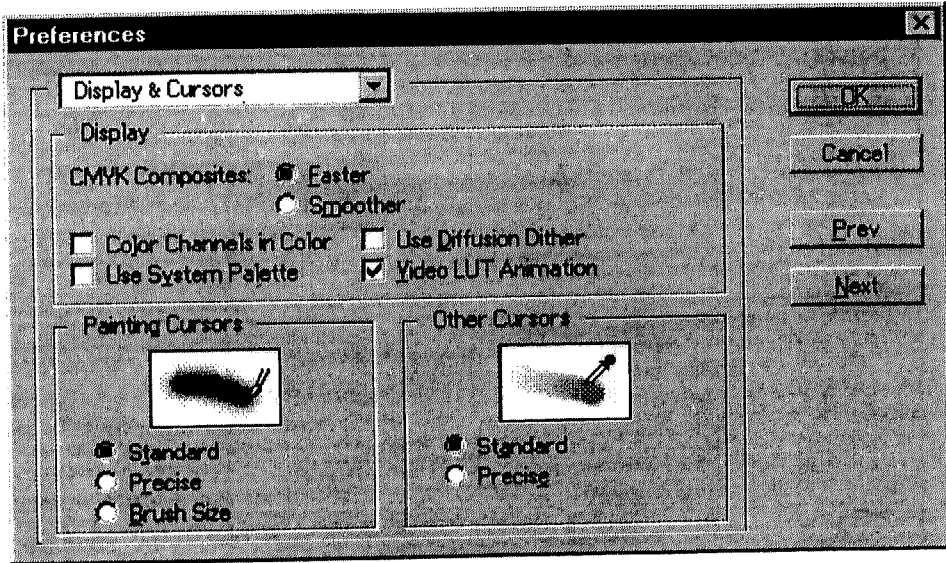 Preferences
Display & Cursors
OK
Cancel
Prev
Next
Display
CMYK Composites:
Faster
Smoother
Color Channels in Color
Use Diffusion Dither
Use System Palette
Video LUT Animation
Painting Cursors
Standard
Precise
Brush Size
Other Cursors
Standard
Precise